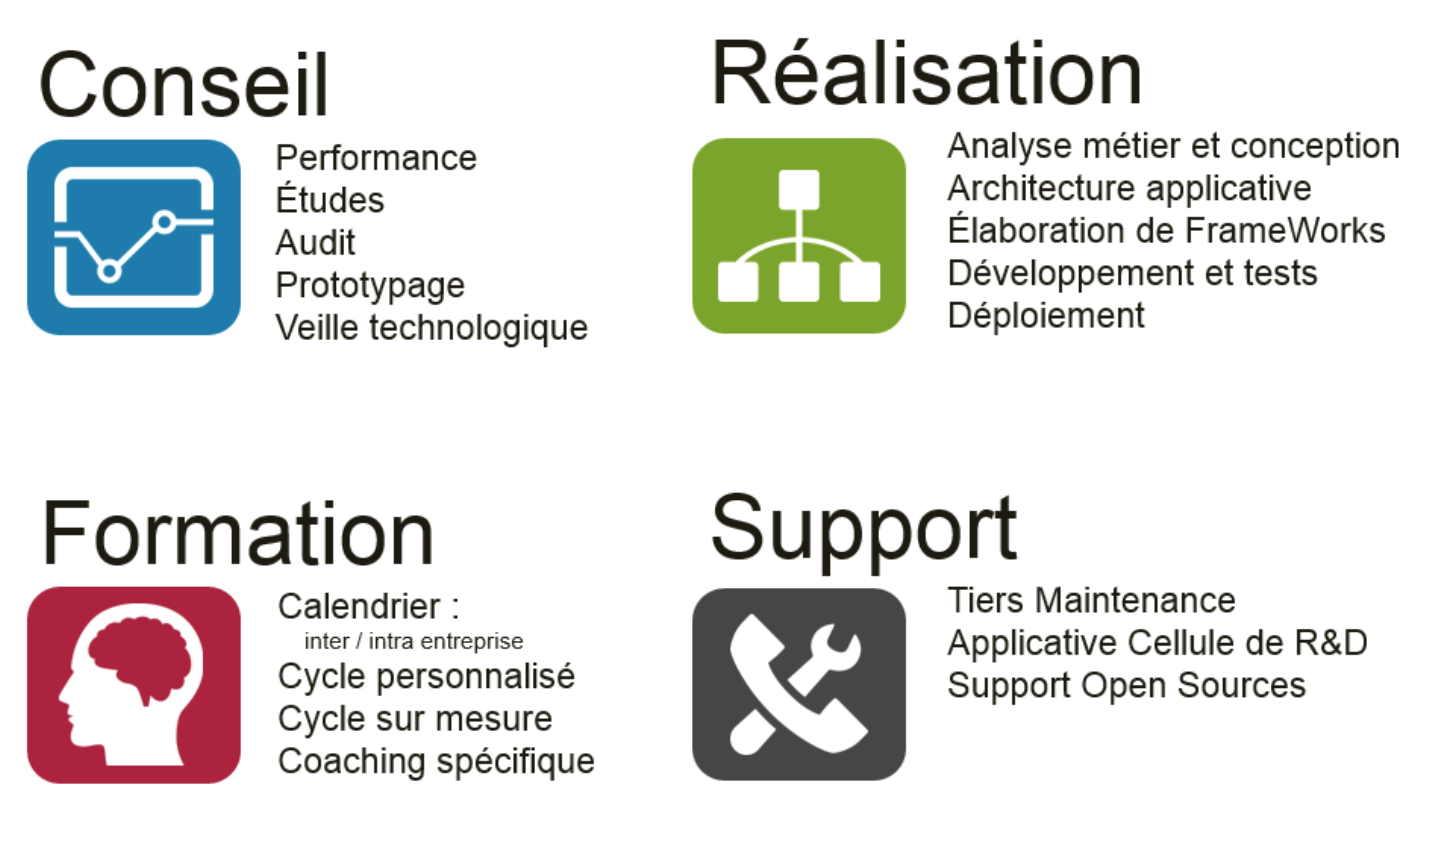 Conseil
Performance
Études
Audit
Prototypage
Veille technologique
Réalisation
Analyse métier et conception
Architecture applicative
Élaboration de FrameWorks
Développement et tests
Déploiement
Formation
Calendrier :
inter / intra entreprise
Cycle personnalisé
Cycle sur mesure
Coaching spécifique
Support
Tiers Maintenance
Applicative Cellule de R&D
Support Open Sources